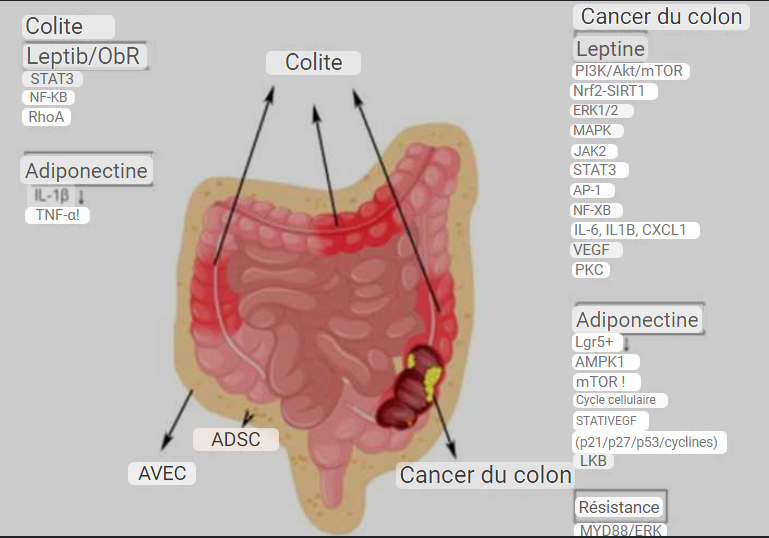 Colite
Leptib/ObR
STAT3
NF-KB
RhoA
Adiponectine
IL-1β ↓
TNF-α!
Colite
ADSC
AVEC
Cancer du colon
Cancer du colon
Leptine
PI3K/Akt/mTOR
Nrf2-SIRT1
ERK1/2
MAPK
JAK2
STAT3
AP-1
NF-XB
IL-6, IL1B, CXCL1
VEGF
PKC
Adiponectine
Lgr5+ ↓
AMPK1
mTOR !
Cycle cellulaire
STATIVEGF
(p21/p27/p53/cyclines)
LKB
Résistance
MYD88/ERK